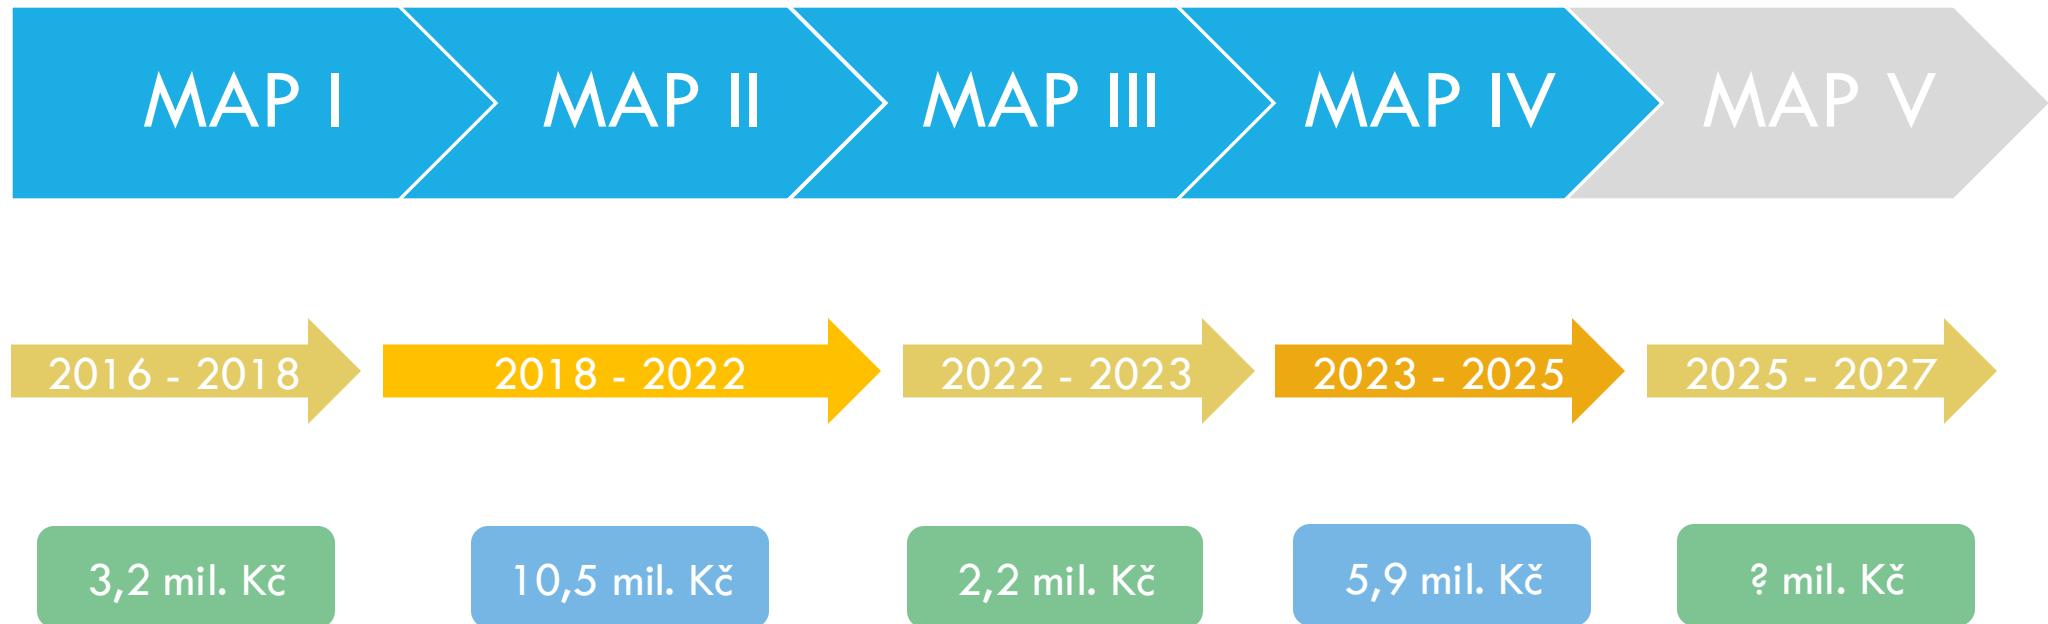 MAP I
MAP II
MAP III
MAP IV
MAP V
2016 - 2018
2018 - 2022
2022 - 2023
2023 - 2025
2025 - 2027
3,2 mil. Kč
10,5 mil. Kč
2,2 mil. Kč
5,9 mil. Kč
? mil. Kč